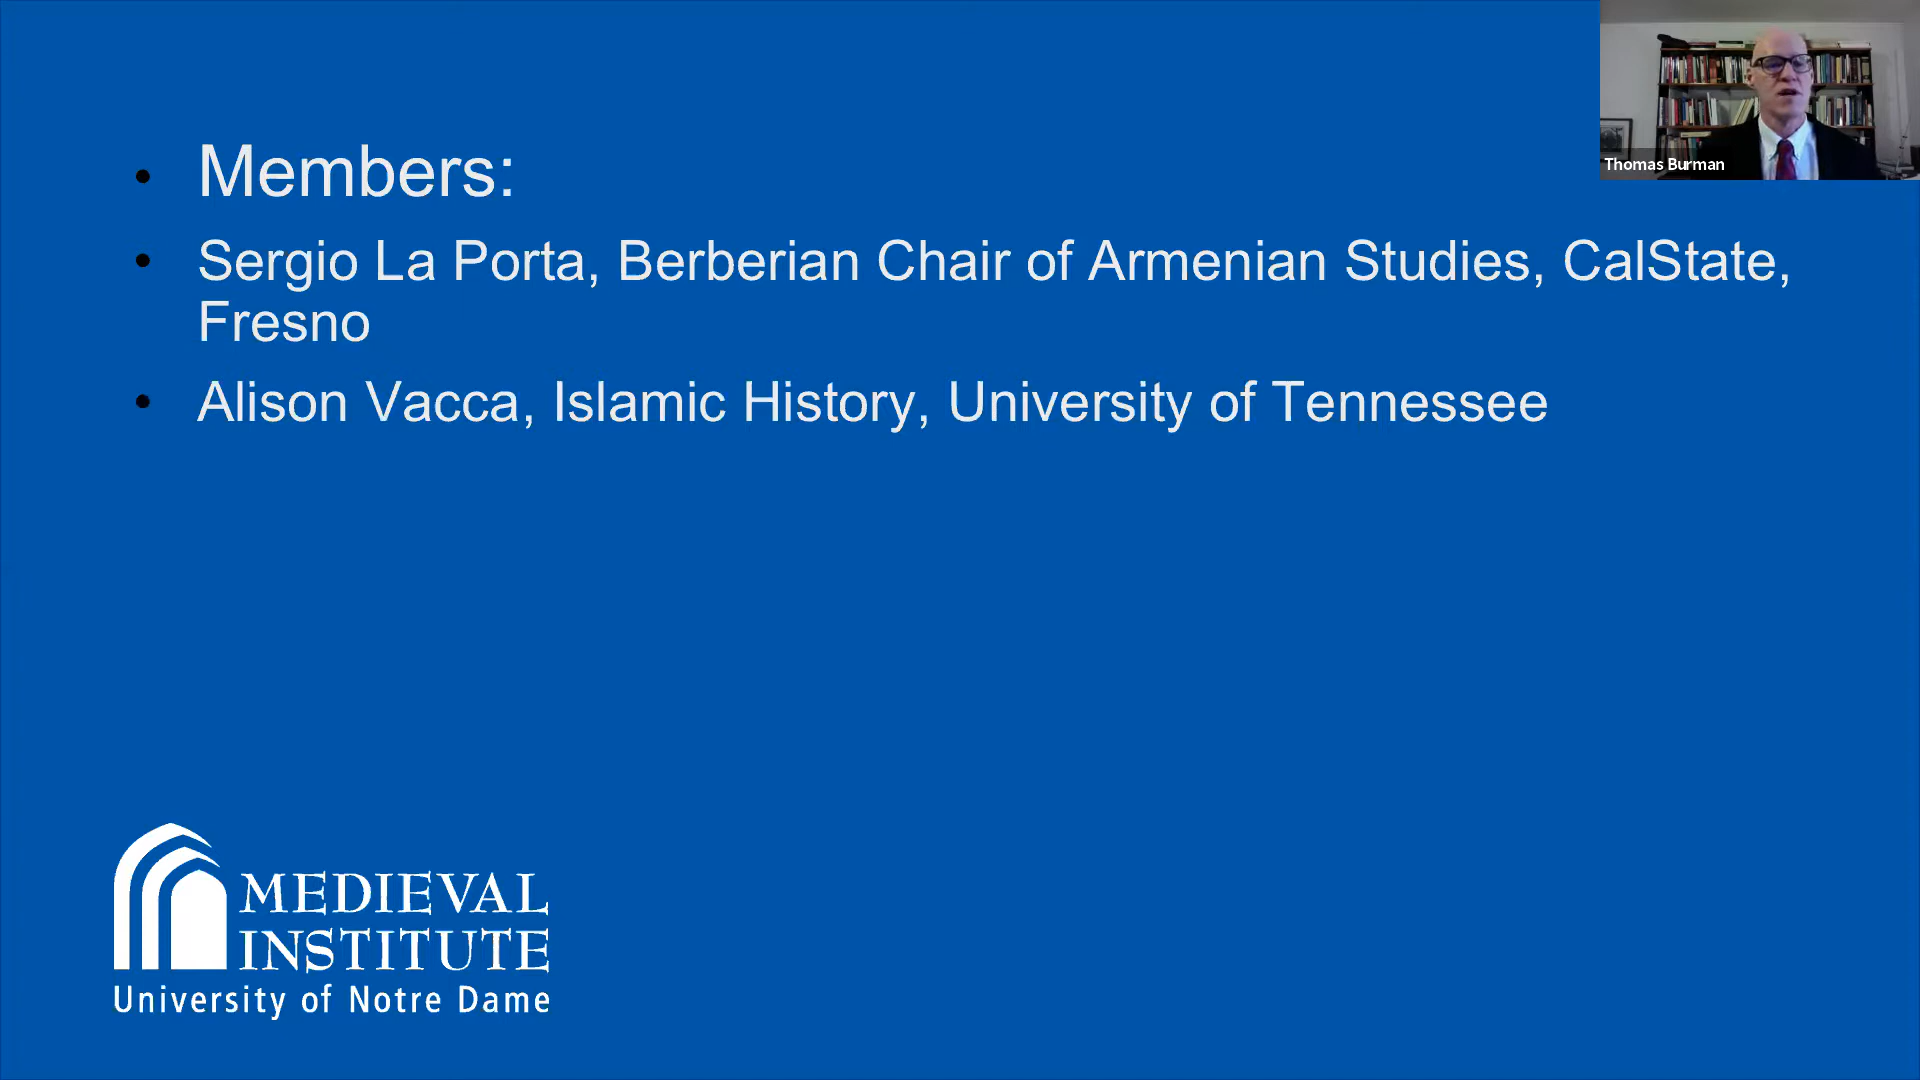 Members:
Sergio La Porta, Berberian Chair of Armenian Studies, CalState,
Fresno
Alison Vacca, Islamic History, University of Tennessee
Thomas Burman
MEDIEVAL
INSTITUTE
University of Notre Dame